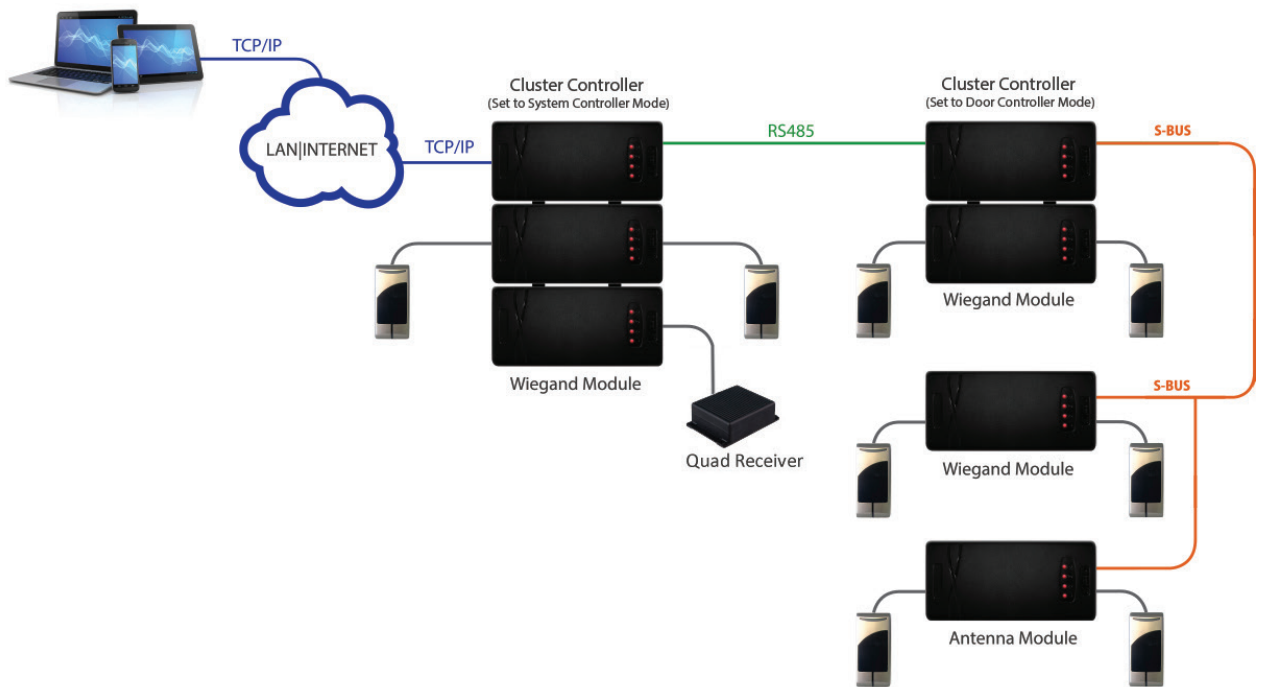 TCP/IP
LAN|INTERNET
TCP/IP
Cluster Controller
(Set to System Controller Mode)
RS485
Cluster Controller
(Set to Door Controller Mode)
S-BUS
Wiegand Module
Wiegand Module
Quad Receiver
S-BUS
Wiegand Module
Antenna Module